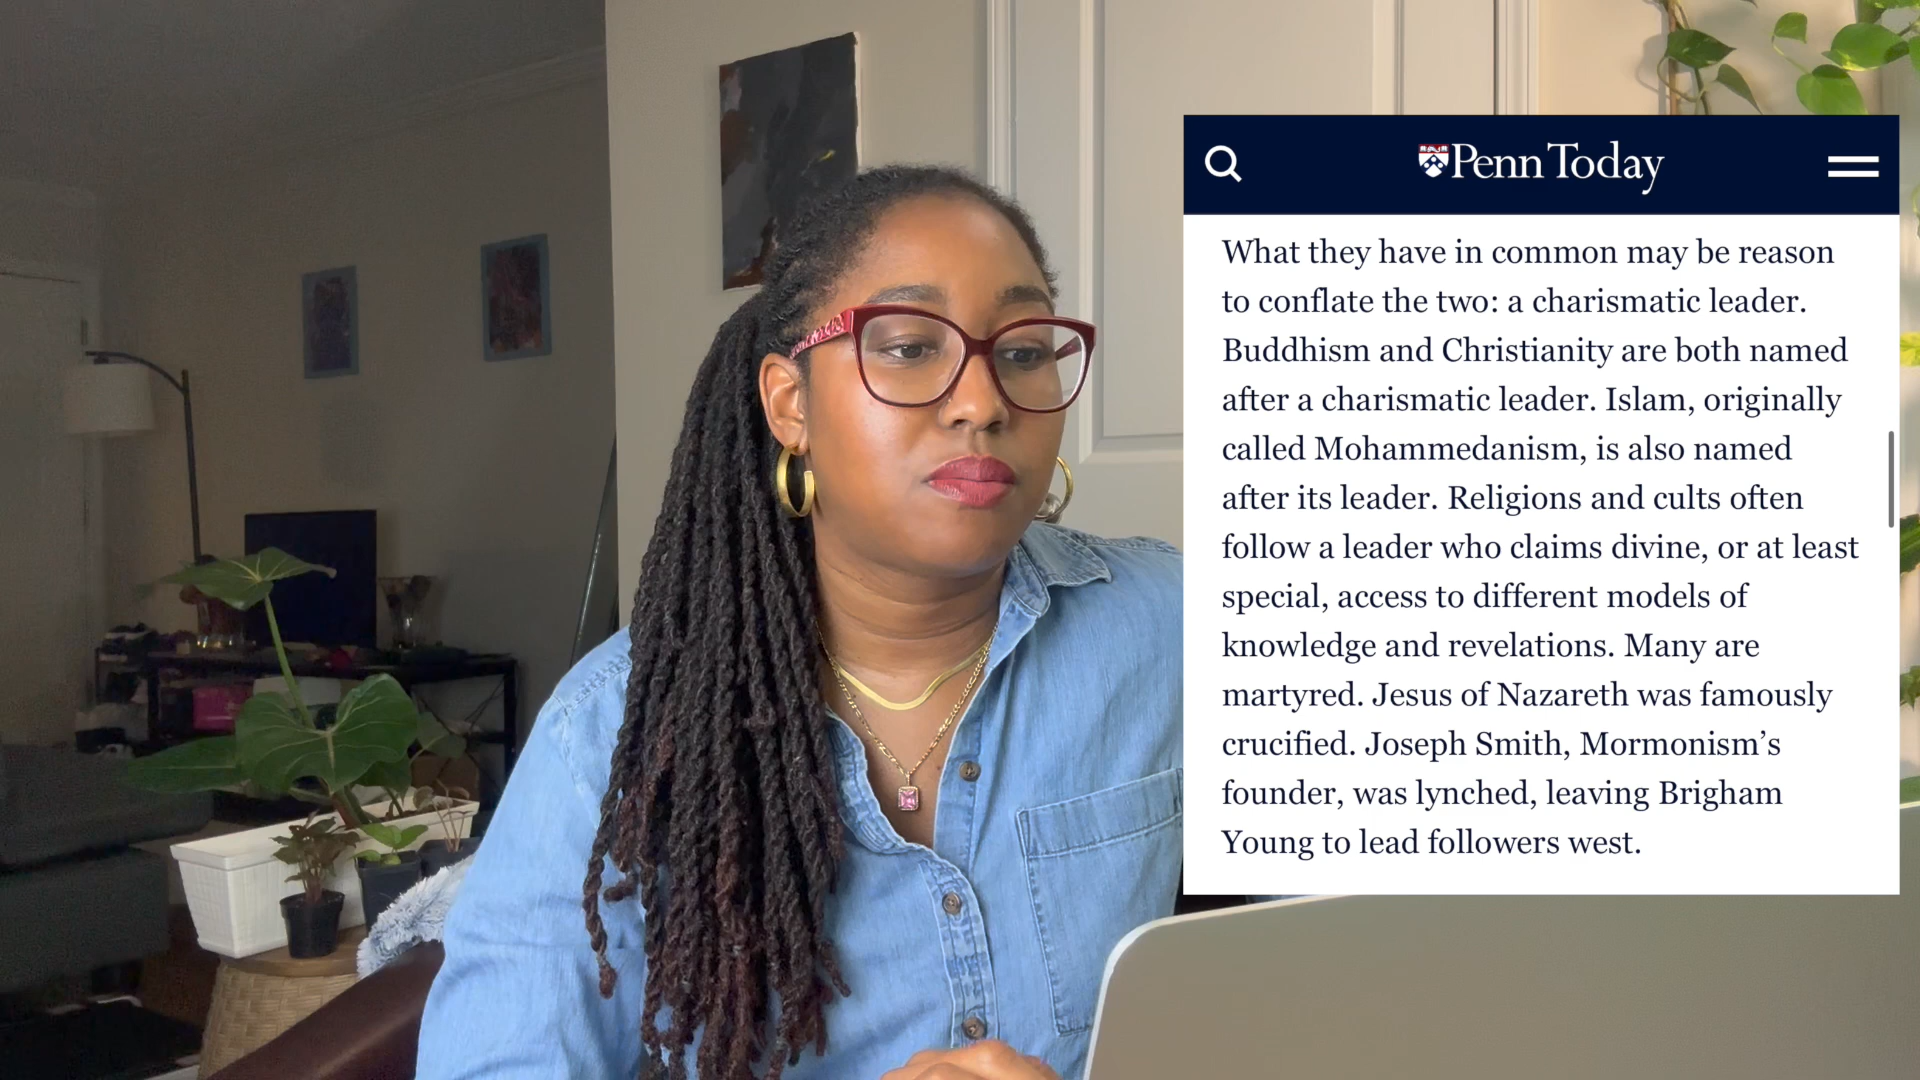 Penn Today
What they have in common may be reason
to conflate the two: a charismatic leader.
Buddhism and Christianity are both named
after a charismatic leader. Islam, originally
called Mohammedanism, is also named
after its leader. Religions and cults often
follow a leader who claims divine, or at least
special, access to different models of
knowledge and revelations. Many are
martyred. Jesus of Nazareth was famously
crucified. Joseph Smith, Mormonism’s
founder, was lynched, leaving Brigham
Young to lead followers west.